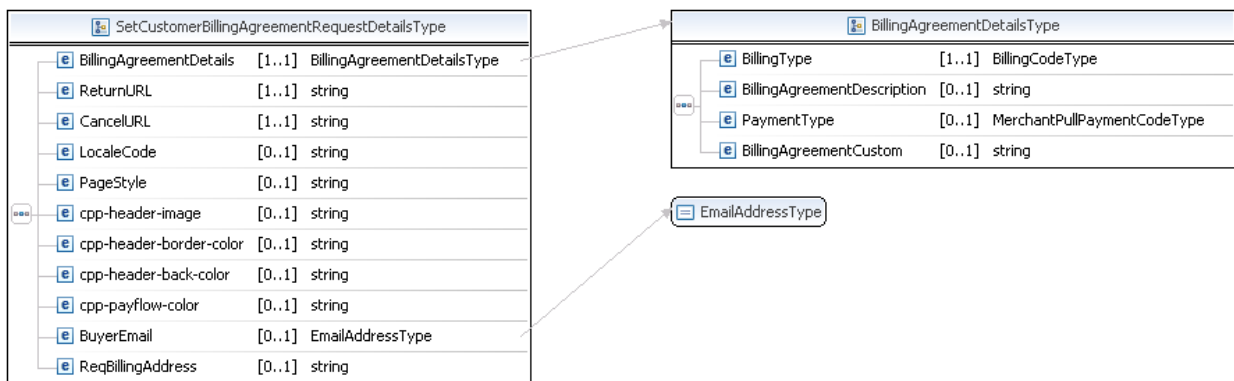 SetCustomerBillingAgreementRequestDetailsType
e BillingAgreementDetails [1..1] BillingAgreementDetailsType
e ReturnURL [1..1] string
e CancelURL [1..1] string
e LocaleCode [0..1] string
e PageStyle [0..1] string
e cpp-header-image [0..1] string
e cpp-header-border-color [0..1] string
e cpp-header-back-color [0..1] string
e cpp-payflow-color [0..1] string
e BuyerEmail [0..1] EmailAddressType
e ReqBillingAddress [0..1] string
BillingAgreementDetailsType
e BillingType [1..1] BillingCodeType
e BillingAgreementDescription [0..1] string
e PaymentType [0..1] MerchantPullPaymentCodeType
e BillingAgreementCustom [0..1] string
EmailAddressType